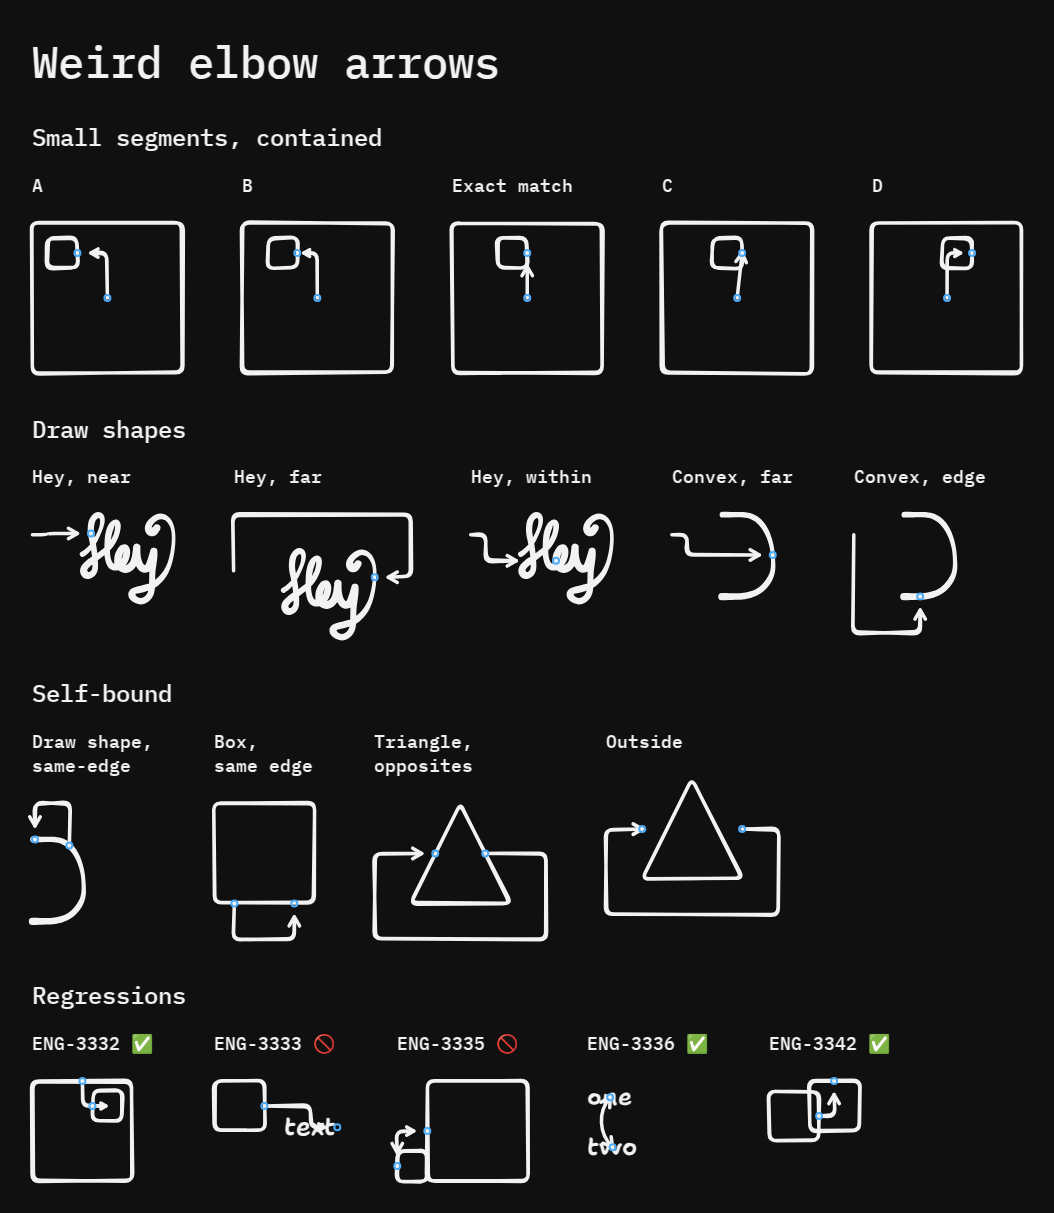 Weird elbow arrows
Small segments, contained
A
B
Exact match
C
D
Draw shapes
Hey, near
Hey, far
Hey, within
Convex, far
Convex, edge
Hey
Hey
Hey
Self-bound
Draw shape,
same-edge
Box,
same edge
Triangle,
opposites
Outside
Regressions
ENG-3332 ✅
ENG-3333 🚫
ENG-3335 🚫
ENG-3336 ✅
ENG-3342 ✅
text
one
two